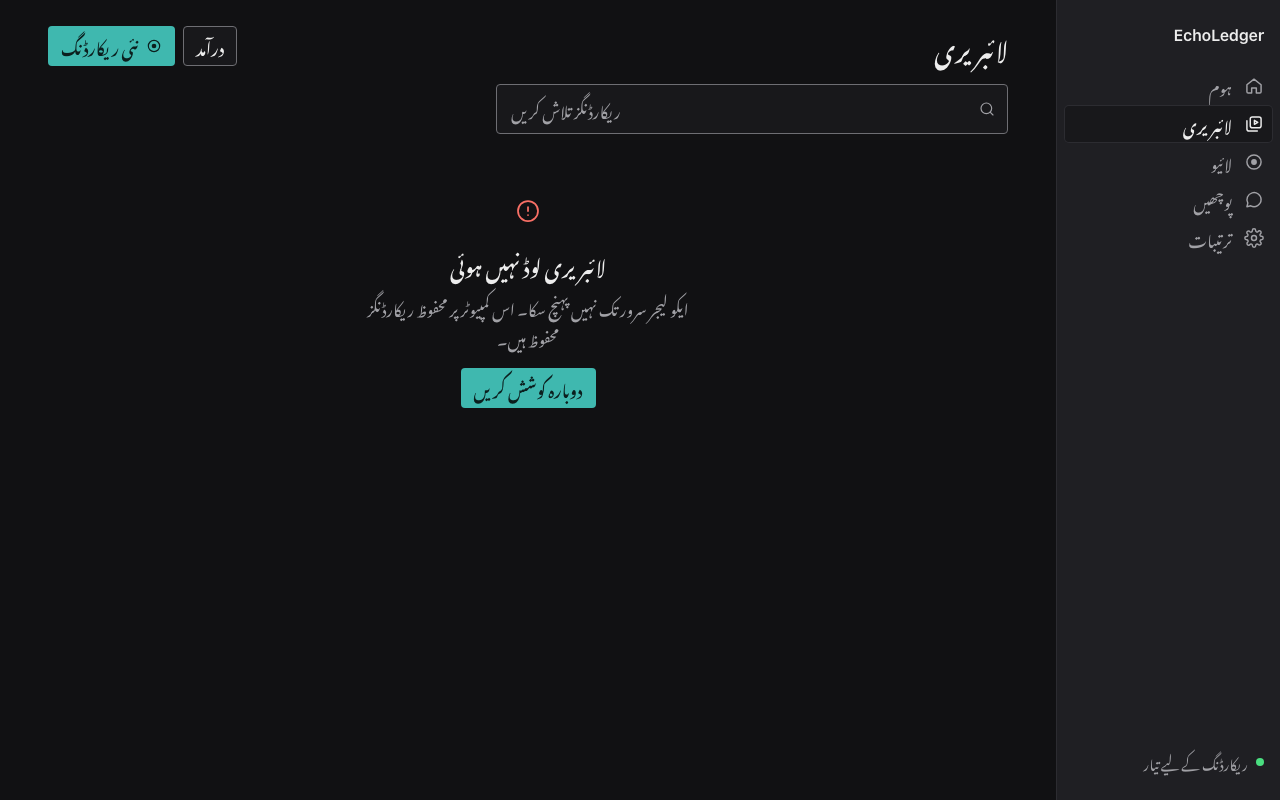 EchoLedger
ہوم
لائبریری
لائیو
پوچھیں
ترتیبات
ریکارڈنگ کے لیے تیار
لائبریری
درآمد
نئی ریکارڈنگ
ریکارڈنگز تلاش کریں
لائبریری لوڈ نہیں ہوئی
ایکو لیجر سرور تک نہیں پہنچ سکا۔ اس کمپیوٹر پر محفوظ ریکارڈنگز
محفوظ ہیں۔
دوبارہ کوشش کریں